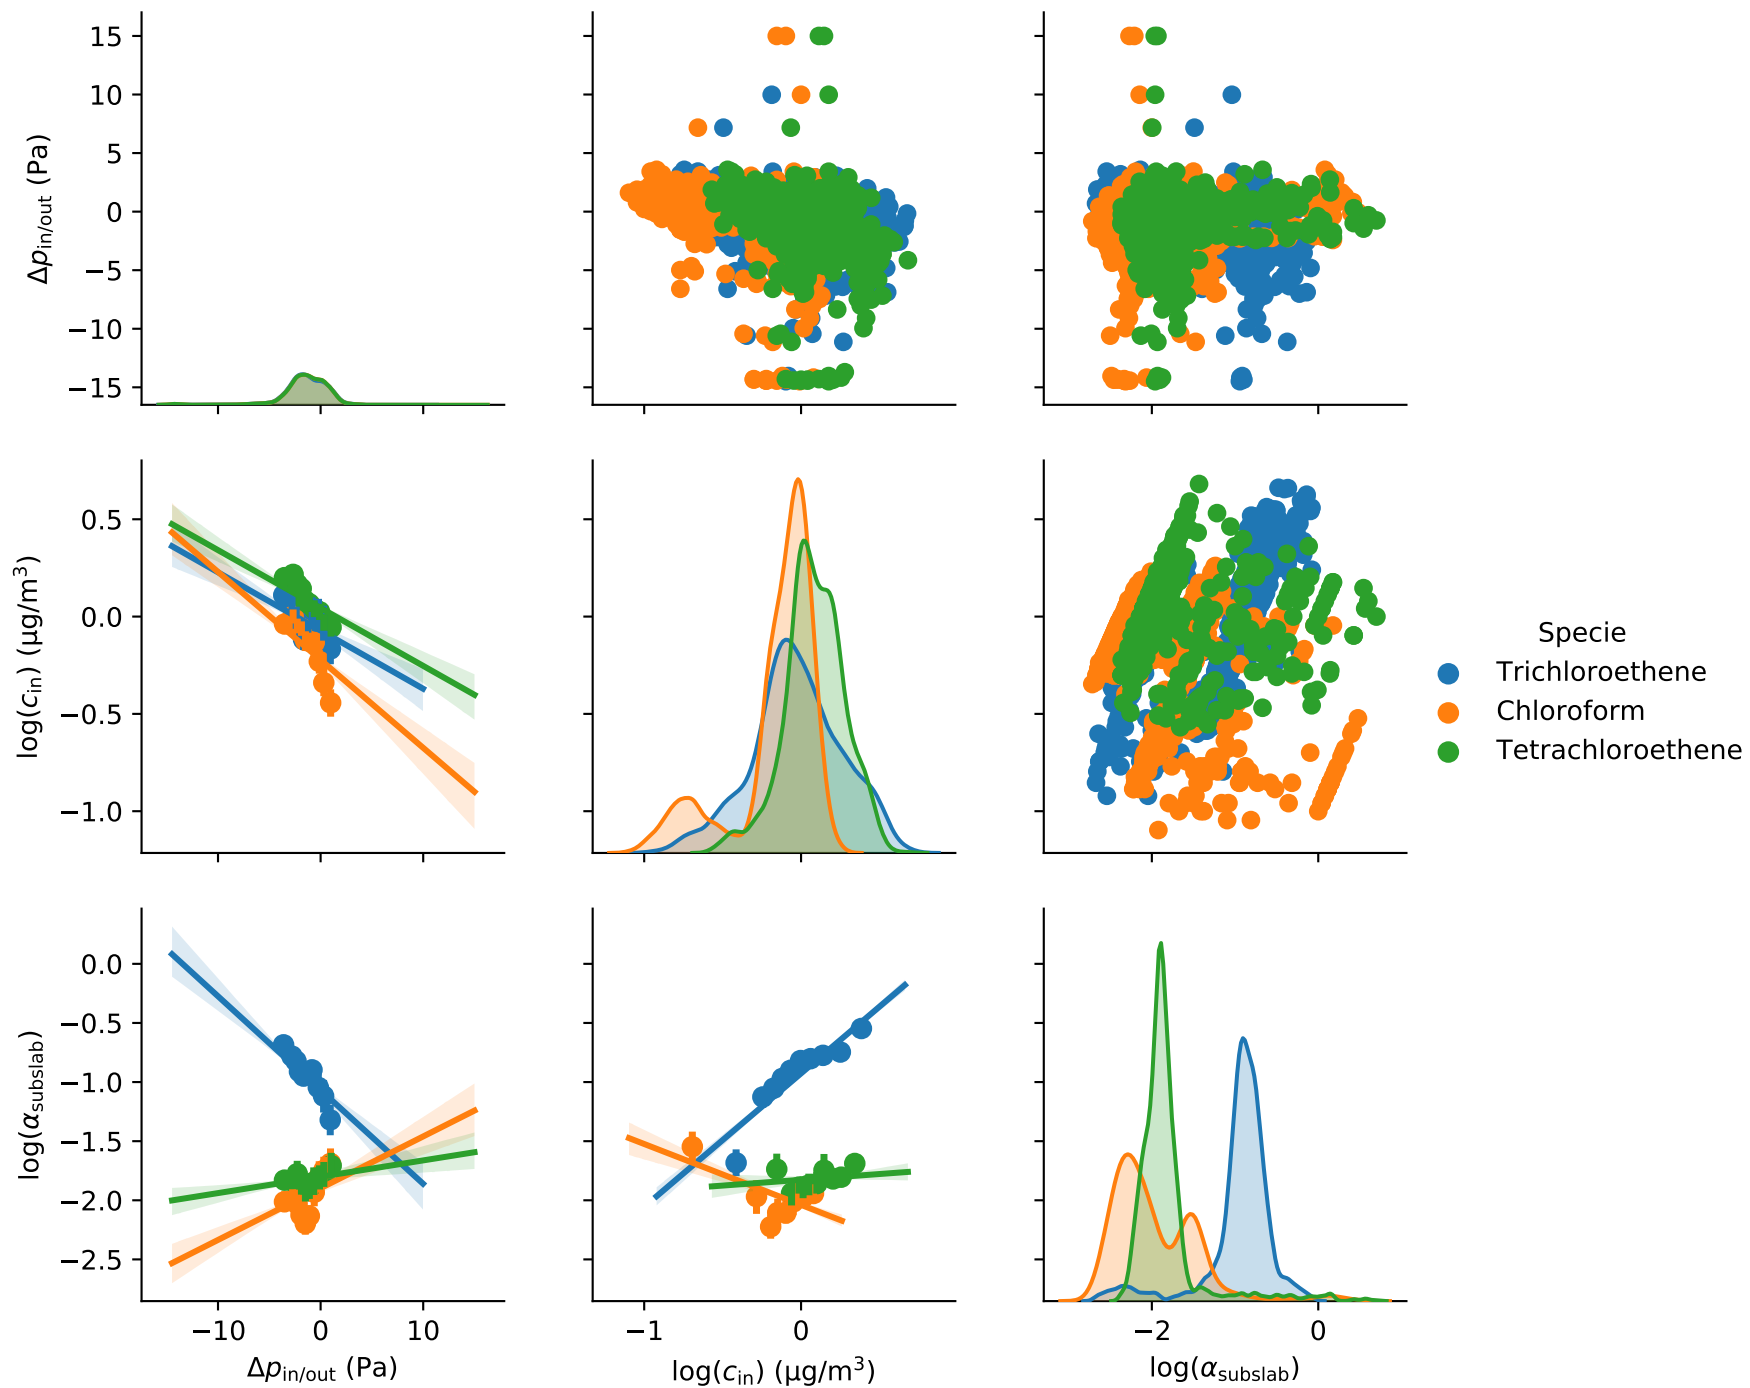 15
10
5
0
−5
−10
−15
Δp_in/out (Pa)
0.5
0.0
−0.5
−1.0
log(c_in) (μg/m³)
Specie
Trichloroethene
Chloroform
Tetrachloroethene
0.0
−0.5
−1.0
−1.5
−2.0
−2.5
log(α_subslab)
−10 0 10
−1 0
−2 0
Δp_in/out (Pa)
log(c_in) (μg/m³)
log(α_subslab)